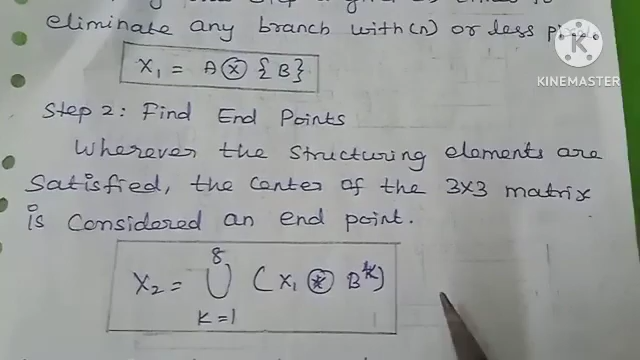 eliminate any branch with (n) or less
X₁ = A ⊗ { B }
Step 2: Find End Points
Wherever the structuring elements are
Satisfied, the center of the 3x3 matrix
is Considered an end point.
8
X₂ = ∪ ( X₁ ⊛ Bᵏ )
K=1
KINEMASTER